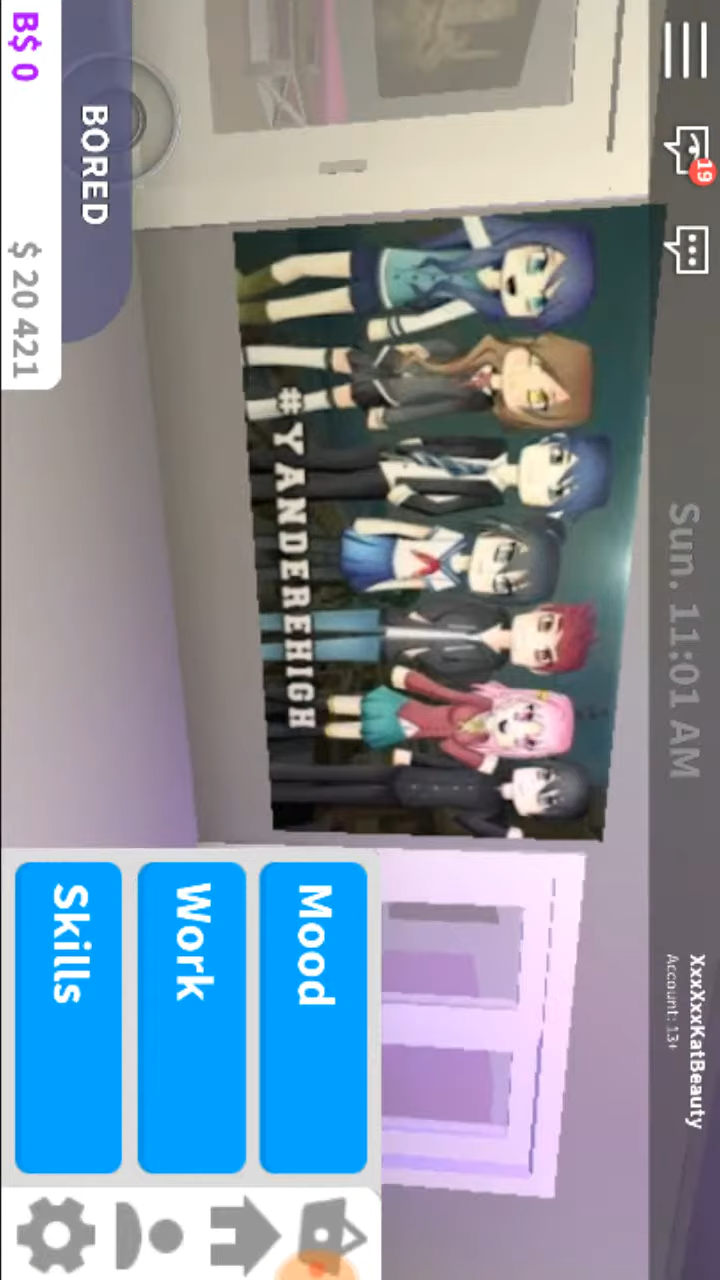 19
Sun. 11:01 AM
XxxXxxKatBeauty
Account: 13+
#YANDEREHIGH
BORED
B$ 0
$ 20 421
Mood
Work
Skills